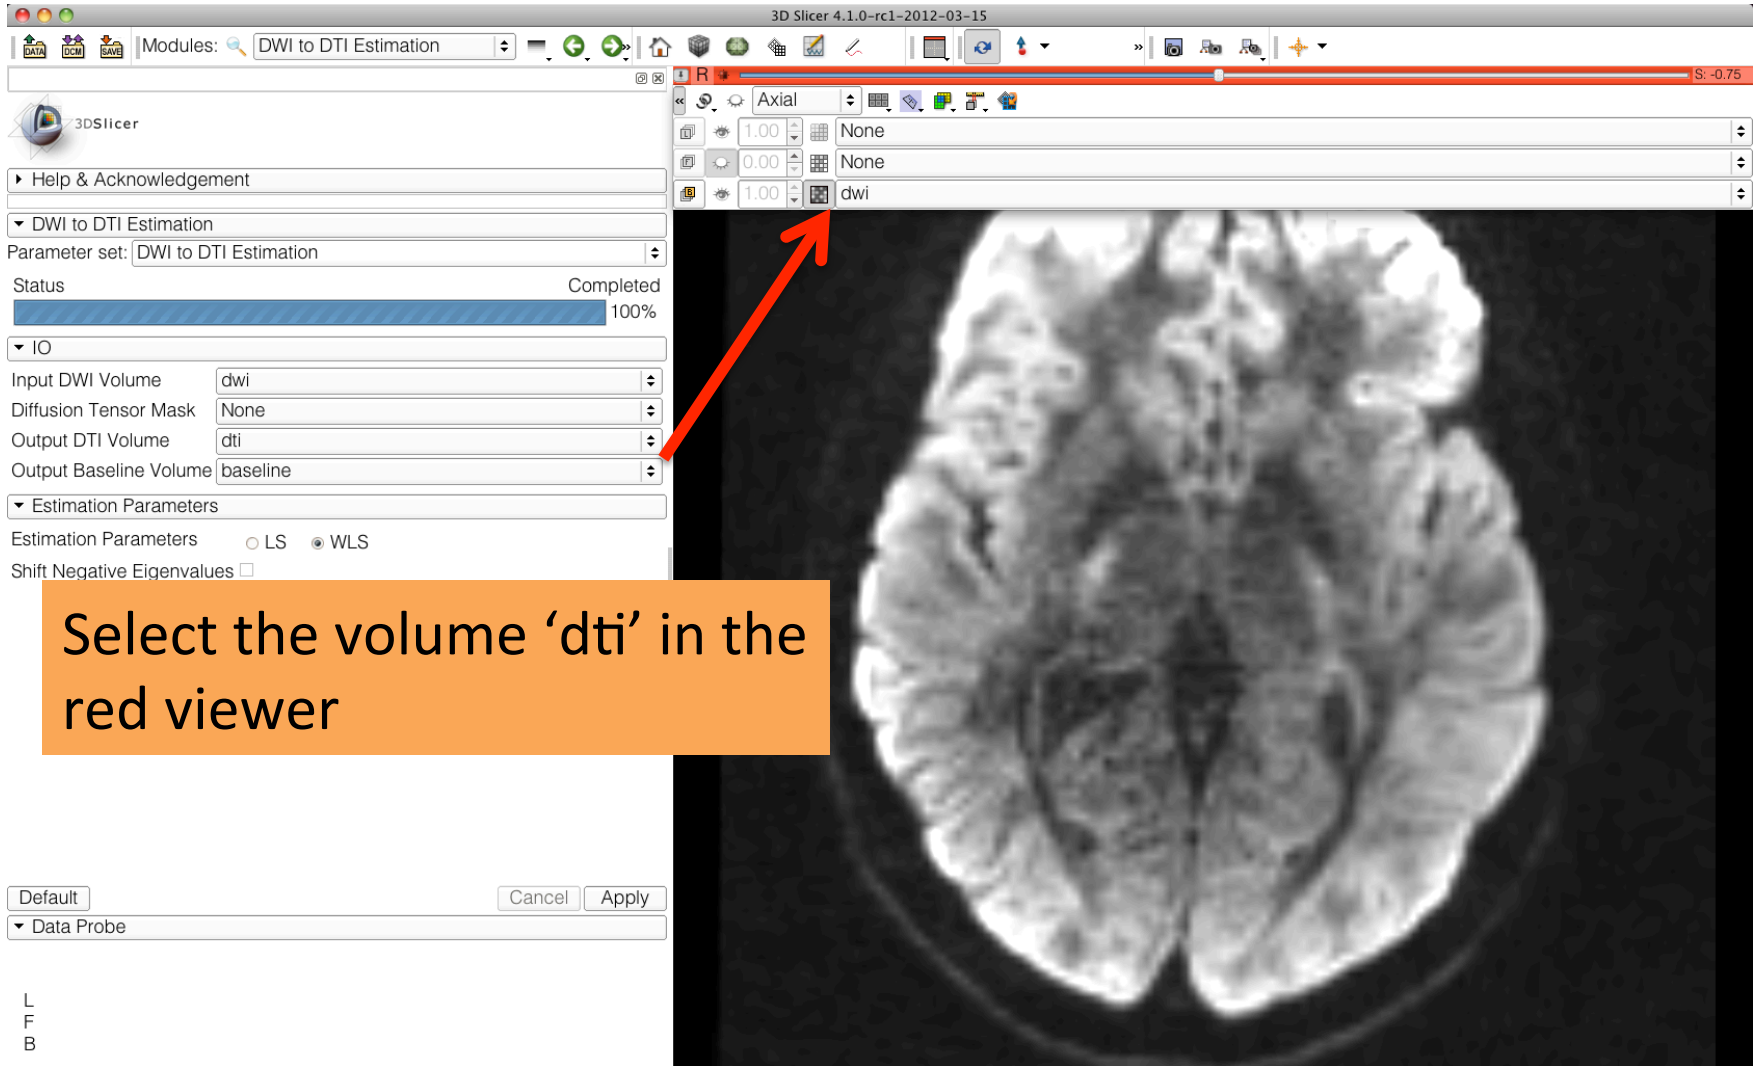 3D Slicer 4.1.0-rc1-2012-03-15
DATA DCM SAVE Modules: DWI to DTI Estimation
R S: -0.75
Axial
3DSlicer
L 1.00 None
F 0.00 None
B 1.00 dwi
Help & Acknowledgement
DWI to DTI Estimation
Parameter set: DWI to DTI Estimation
Status Completed
100%
IO
Input DWI Volume dwi
Diffusion Tensor Mask None
Output DTI Volume dti
Output Baseline Volume baseline
Estimation Parameters
Estimation Parameters LS WLS
Shift Negative Eigenvalues
Select the volume ‘dti’ in the
red viewer
Default Cancel Apply
Data Probe
L
F
B